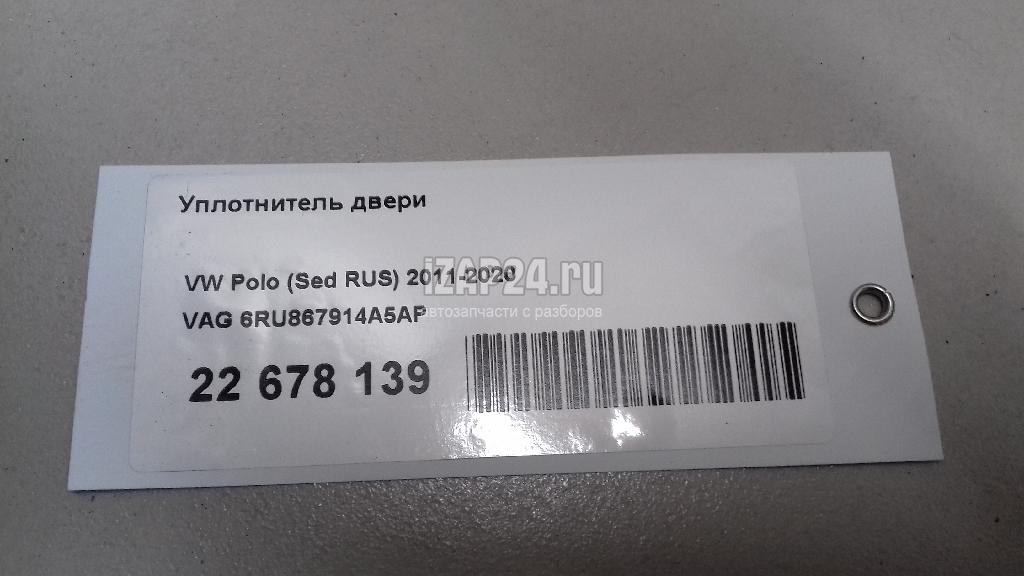 Уплотнитель двери
VW Polo (Sed RUS) 2011-2020
iZAP24.ru
VAG 6RU867914A5AP
автозапчасти с разборов
22 678 139